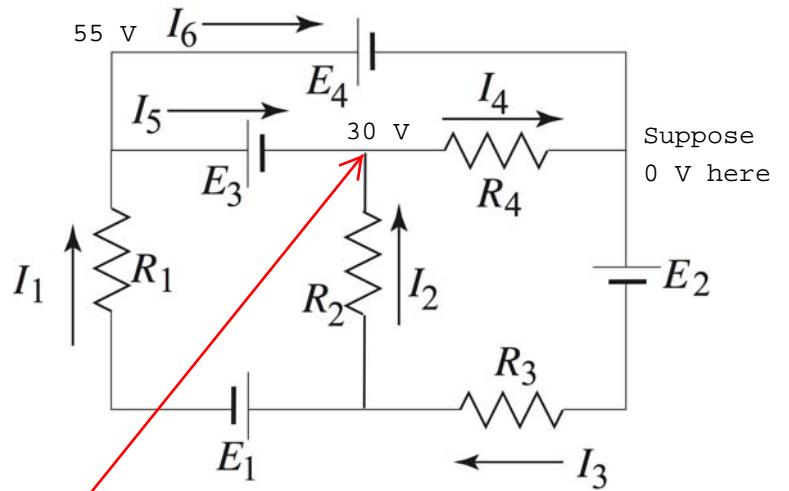 55 V
I6
E4
I5
I4
30 V
Suppose
0 V here
E3
R4
I1
R1
R2
I2
E2
R3
E1
I3